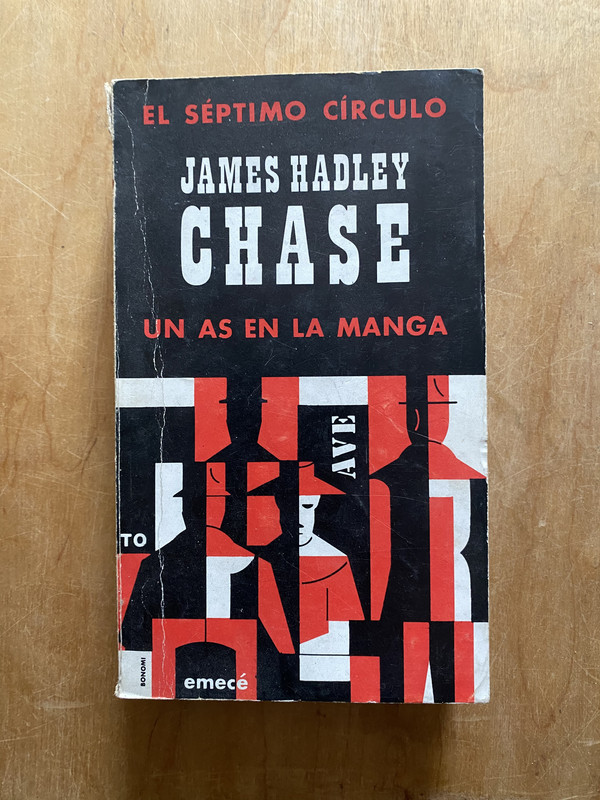 EL SÉPTIMO CÍRCULO
JAMES HADLEY
CHASE
UN AS EN LA MANGA
AVE
TO
BONOMI
emecé